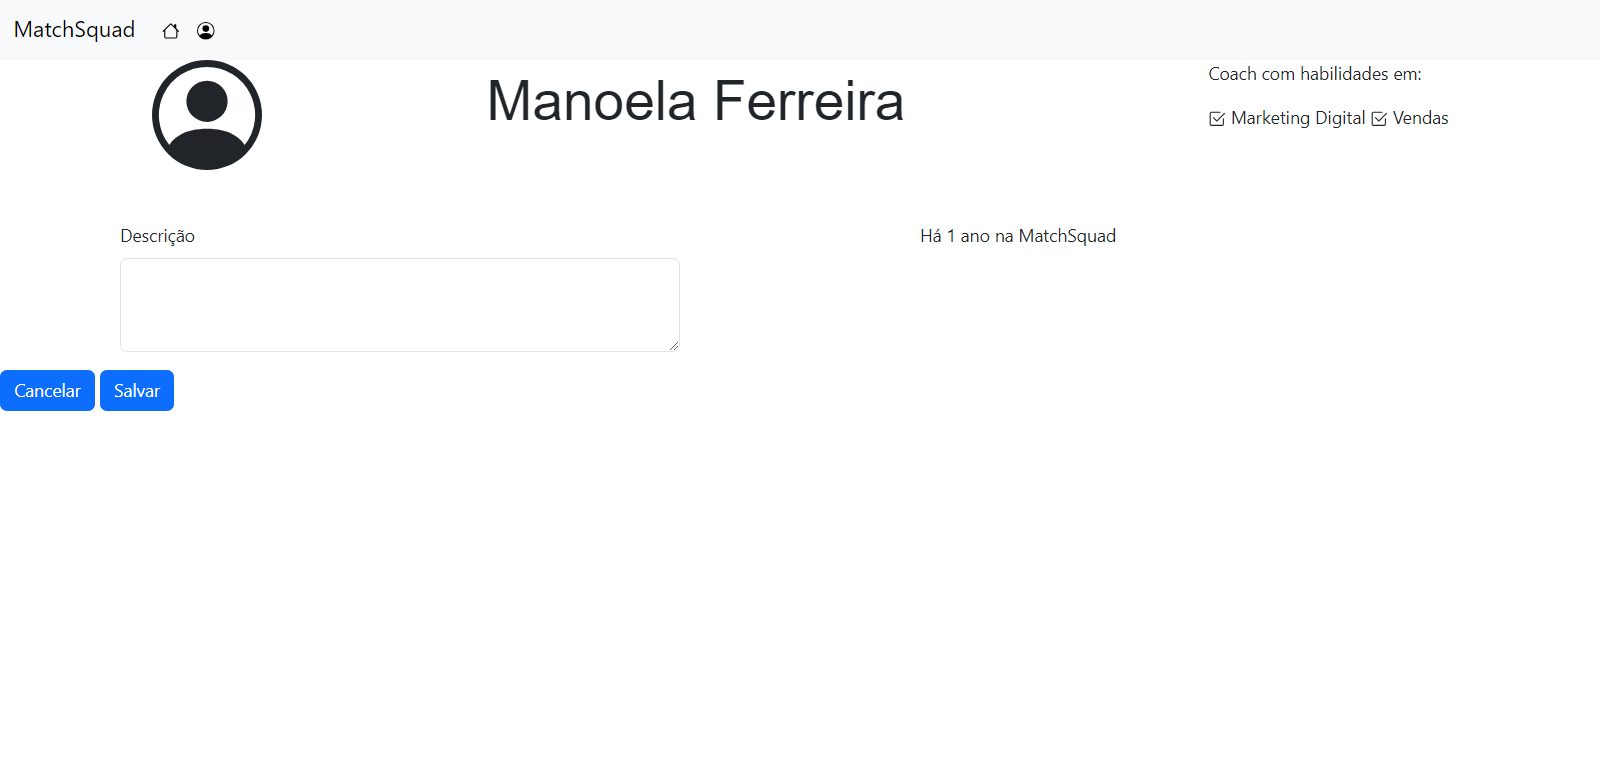 MatchSquad
Manoela Ferreira
Coach com habilidades em:
Marketing Digital Vendas
Descrição
Há 1 ano na MatchSquad
Cancelar Salvar